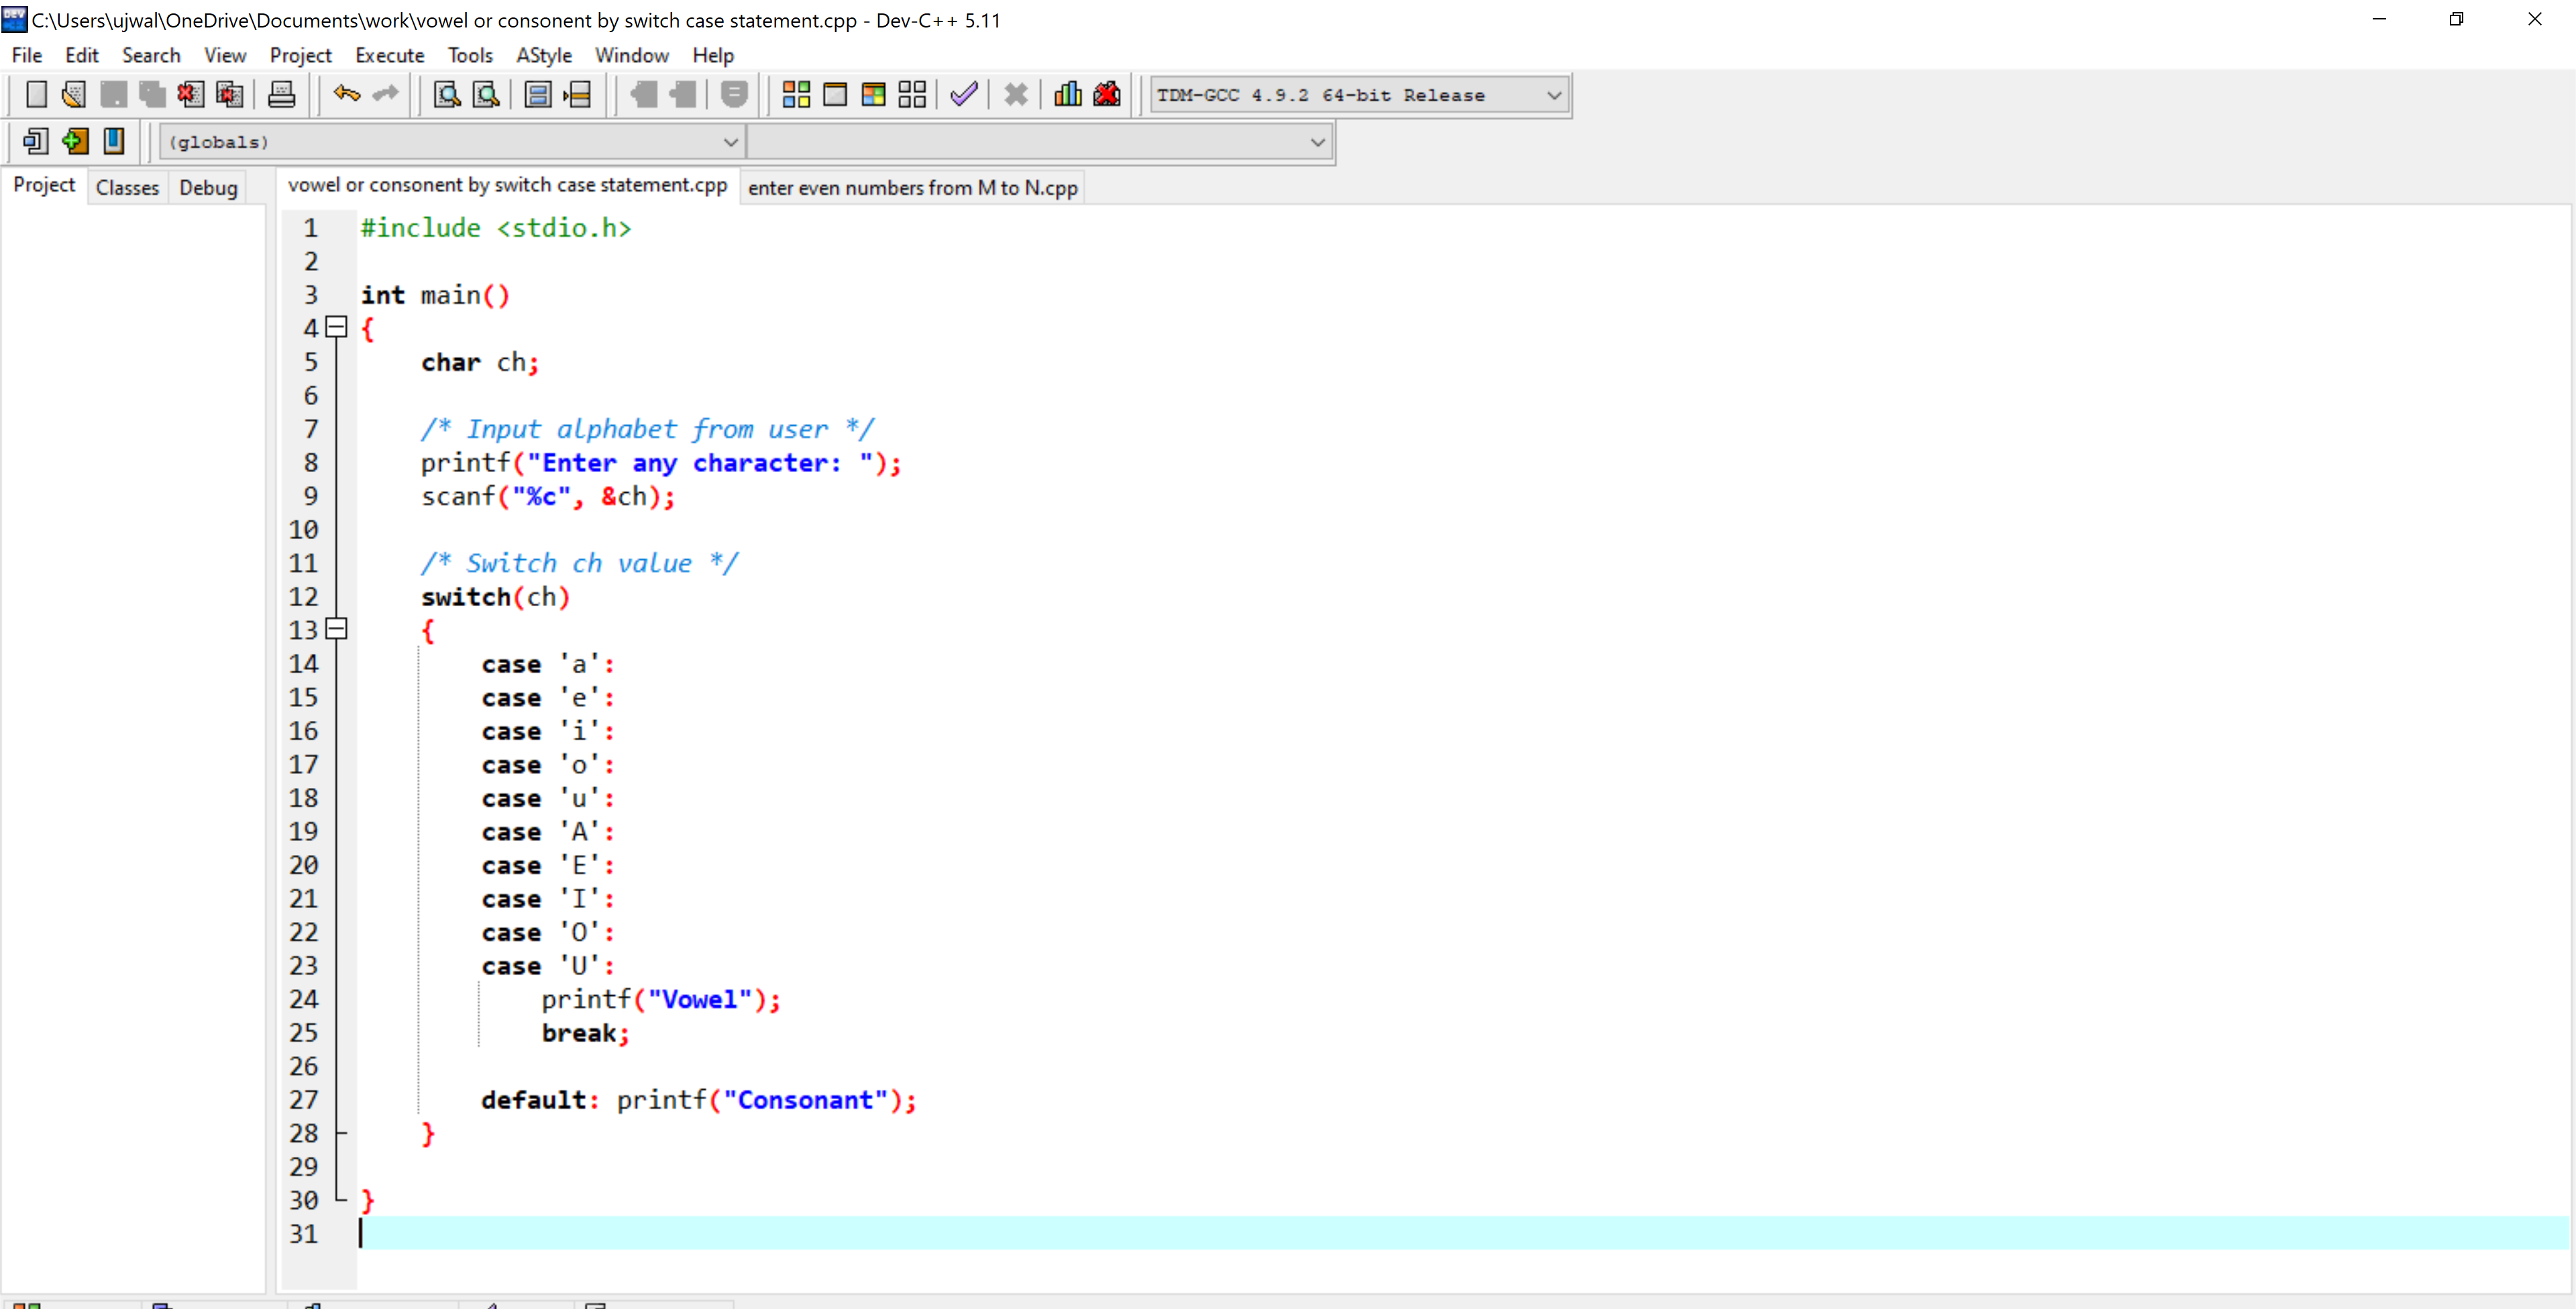 C:\Users\ujwal\OneDrive\Documents\work\vowel or consonent by switch case statement.cpp - Dev-C++ 5.11
File Edit Search View Project Execute Tools AStyle Window Help
TDM-GCC 4.9.2 64-bit Release
(globals)
Project Classes Debug vowel or consonent by switch case statement.cpp enter even numbers from M to N.cpp
1 #include <stdio.h>
2
3 int main()
4 {
5 char ch;
6
7 /* Input alphabet from user */
8 printf("Enter any character: ");
9 scanf("%c", &ch);
10
11 /* Switch ch value */
12 switch(ch)
13 {
14 case 'a':
15 case 'e':
16 case 'i':
17 case 'o':
18 case 'u':
19 case 'A':
20 case 'E':
21 case 'I':
22 case 'O':
23 case 'U':
24 printf("Vowel");
25 break;
26
27 default: printf("Consonant");
28 }
29
30 }
31